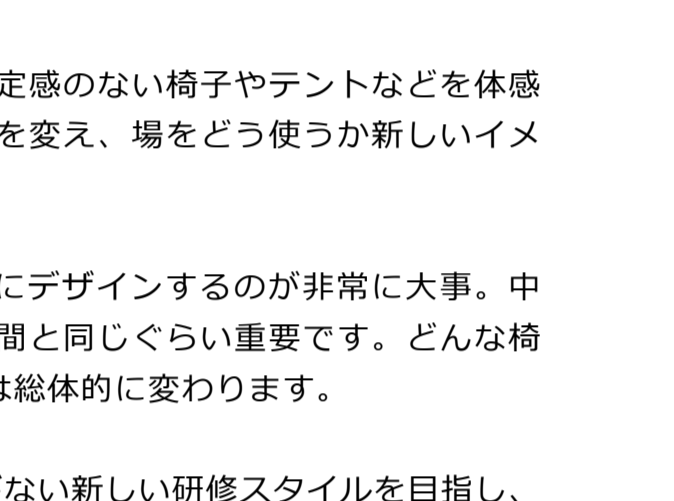 定感のない椅子やテントなどを体感
を変え、場をどう使うか新しいイメ
にデザインするのが非常に大事。中
間と同じぐらい重要です。どんな椅
は総体的に変わります。
ない新しい研修スタイルを目指し、